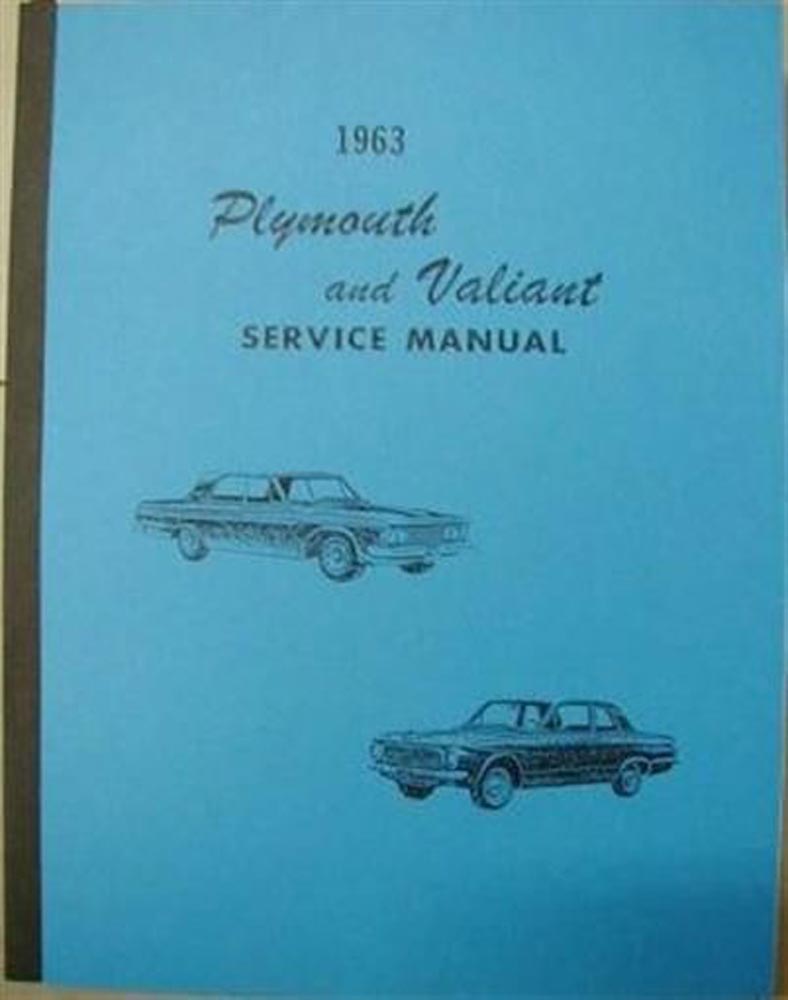 1963
Plymouth
and Valiant
SERVICE MANUAL